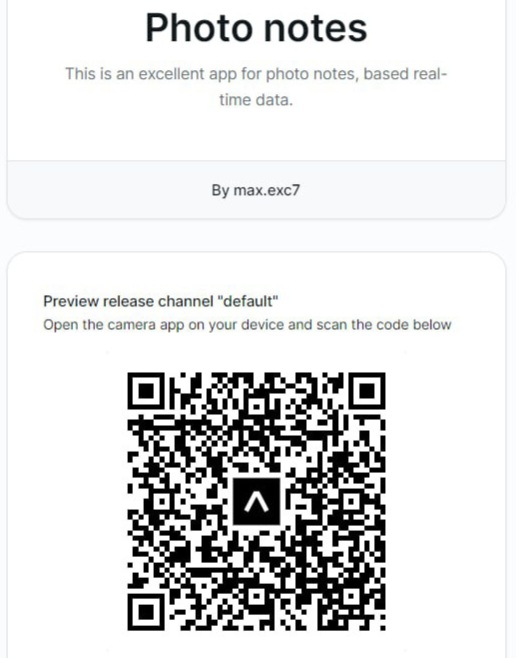 Photo notes
This is an excellent app for photo notes, based real-
time data.
By max.exc7
Preview release channel "default"
Open the camera app on your device and scan the code below